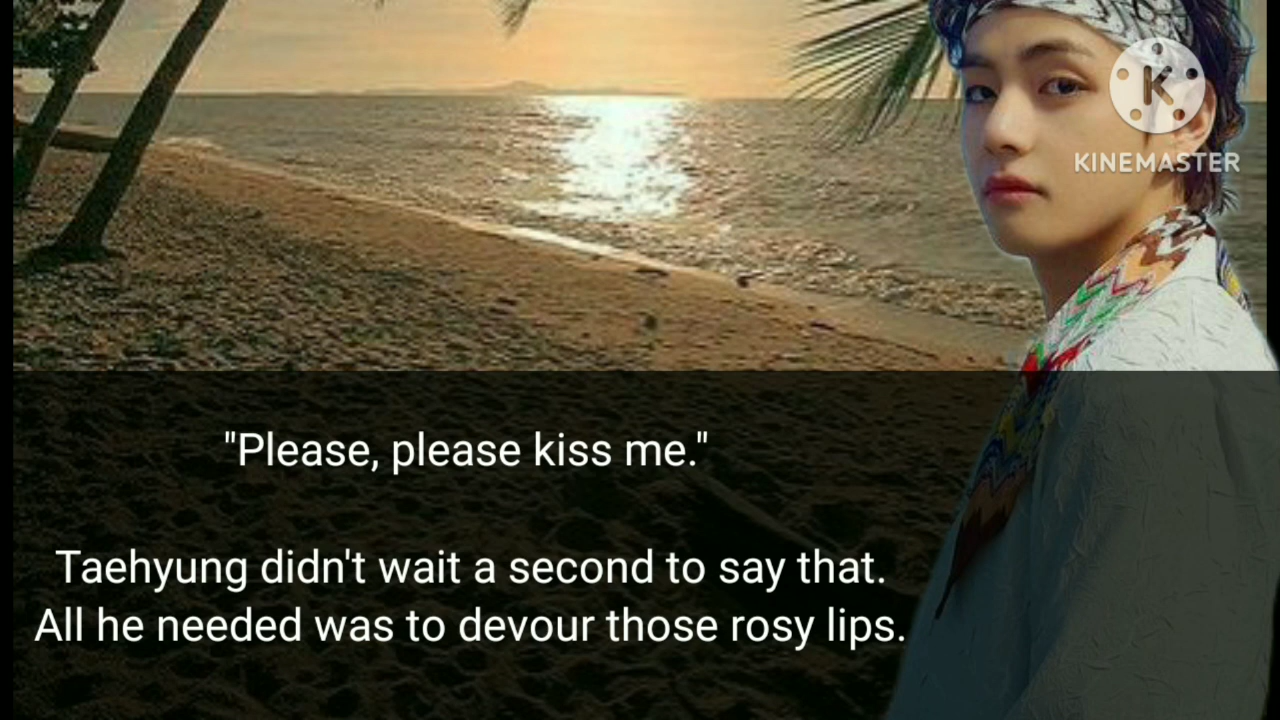 K
KINEMASTER
"Please, please kiss me."
Taehyung didn't wait a second to say that.
All he needed was to devour those rosy lips.